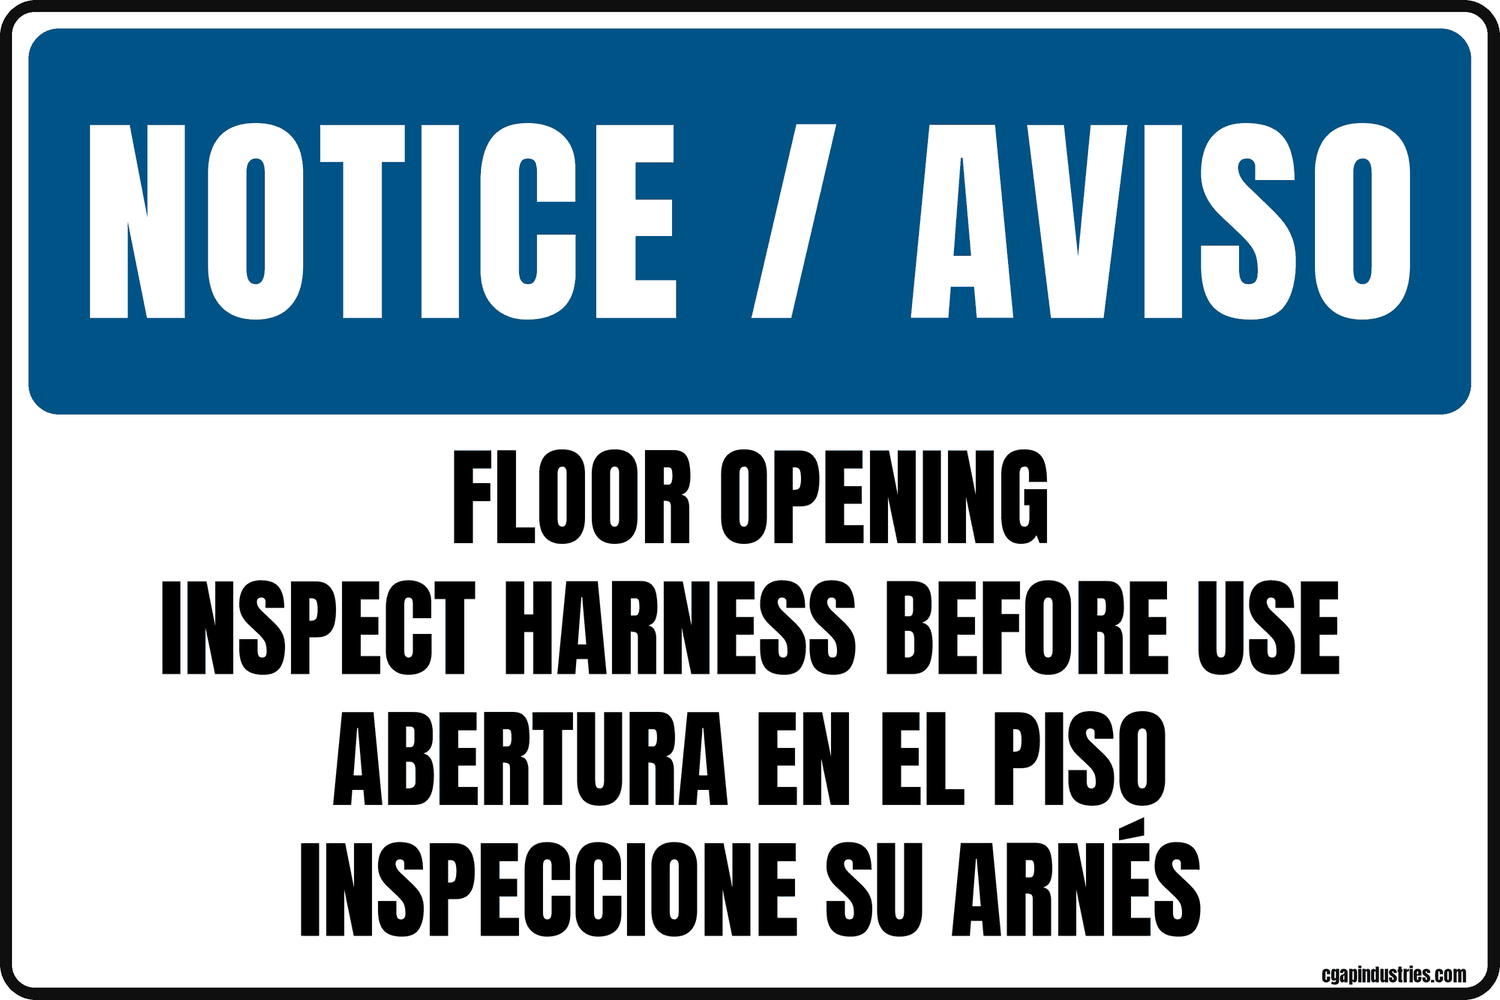 NOTICE / AVISO
FLOOR OPENING
INSPECT HARNESS BEFORE USE
ABERTURA EN EL PISO
INSPECCIONE SU ARNÉS
cgapindustries.com